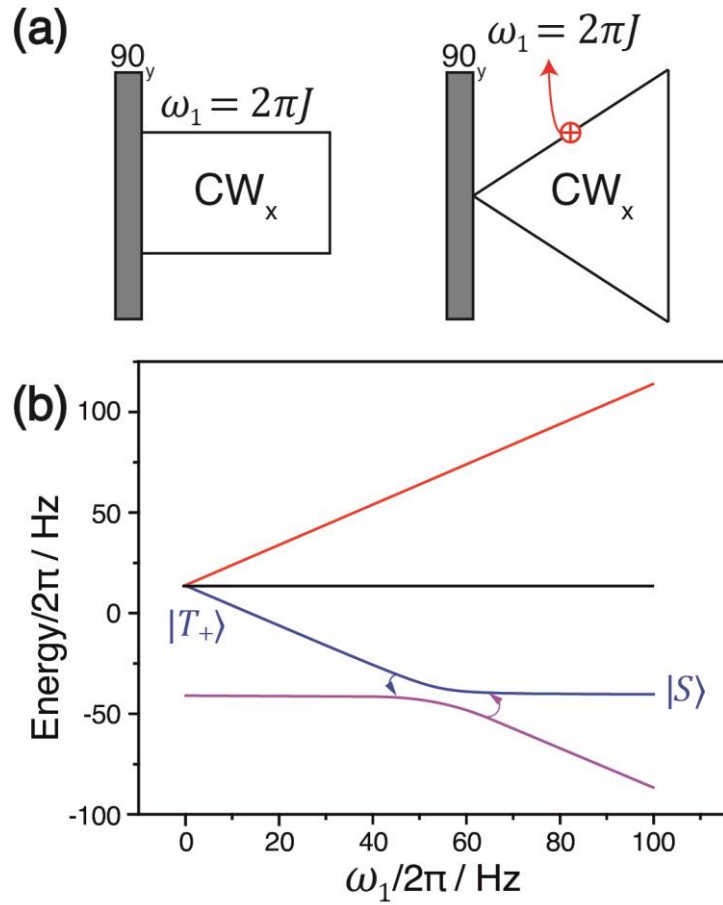 (a)
90y
ω₁ = 2πJ
CWₓ
90y
ω₁ = 2πJ
CWₓ
(b)
Energy/2π / Hz
100
50
0
-50
-100
|T₊⟩
|S⟩
0 20 40 60 80 100
ω₁/2π / Hz